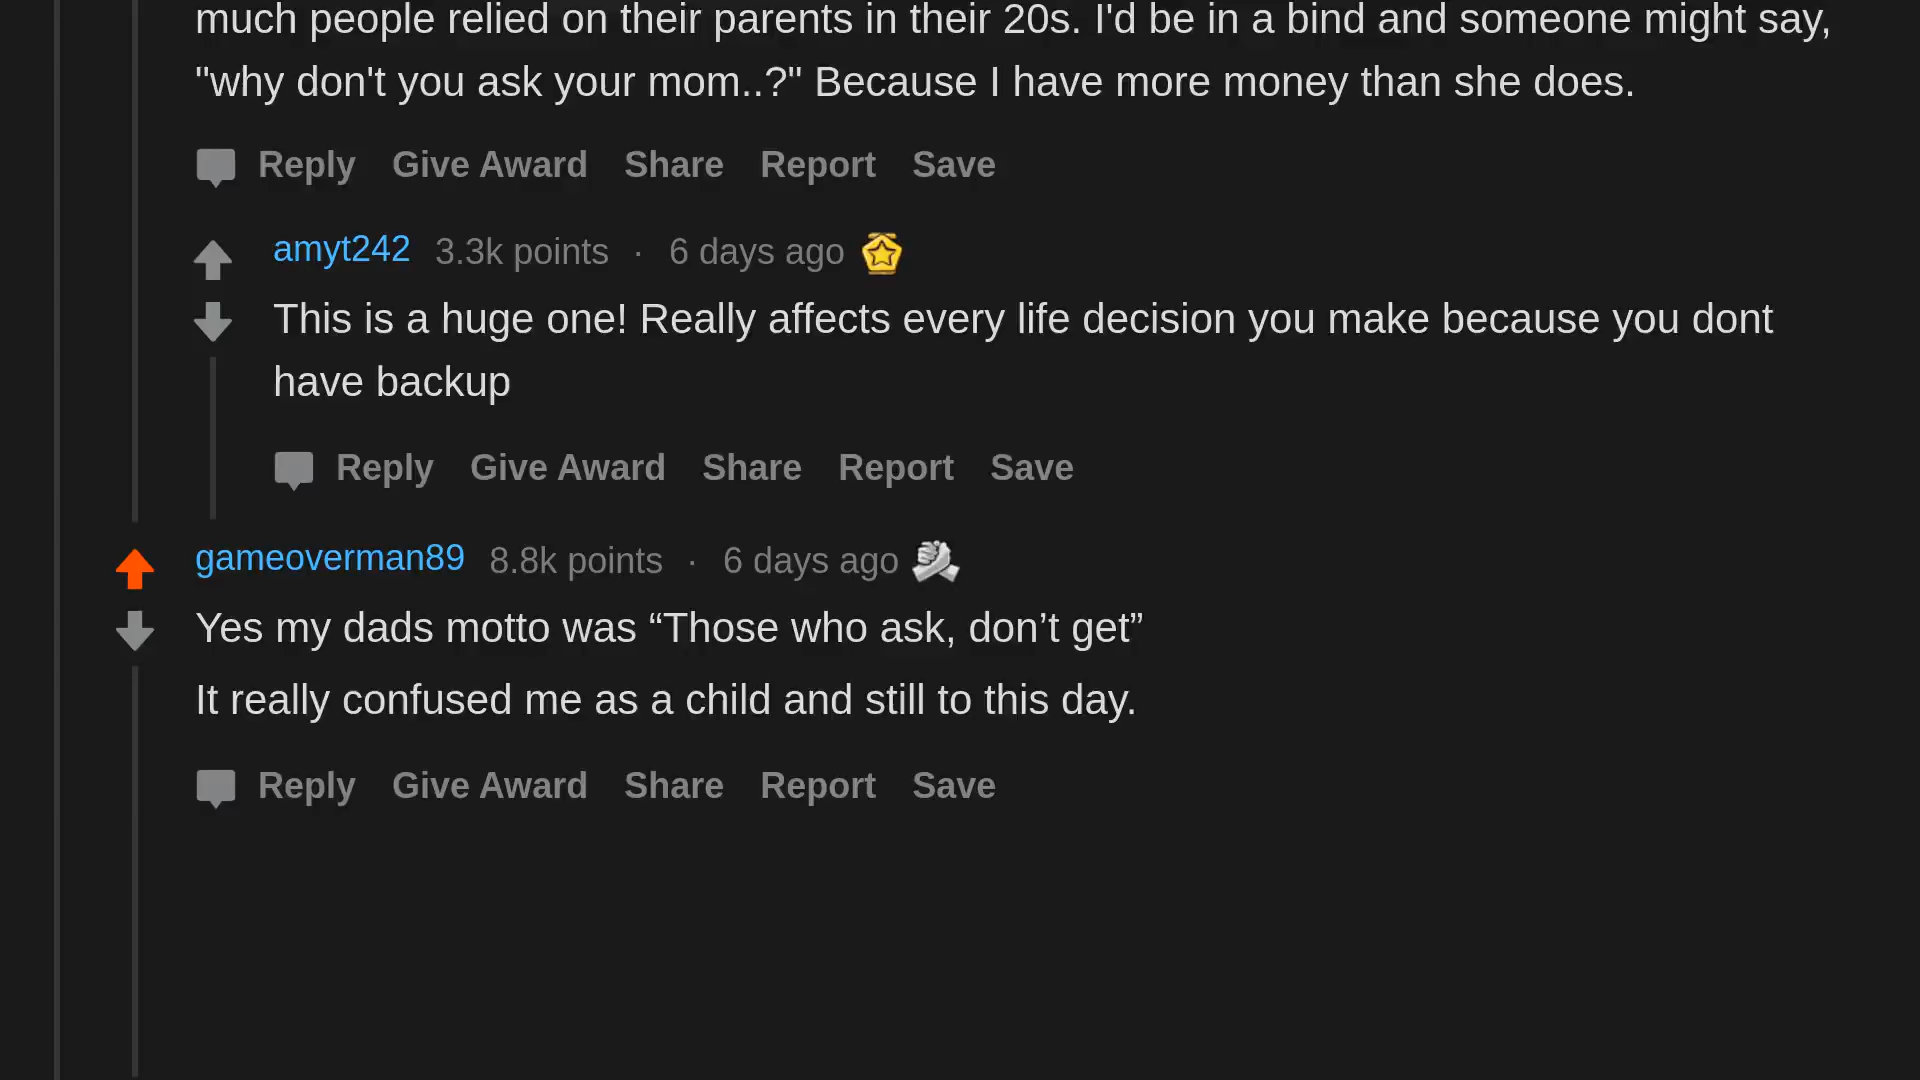 much people relied on their parents in their 20s. I'd be in a bind and someone might say,
"why don't you ask your mom..?" Because I have more money than she does.
Reply Give Award Share Report Save
amyt242 3.3k points · 6 days ago
This is a huge one! Really affects every life decision you make because you dont
have backup
Reply Give Award Share Report Save
gameoverman89 8.8k points · 6 days ago
Yes my dads motto was “Those who ask, don’t get”
It really confused me as a child and still to this day.
Reply Give Award Share Report Save